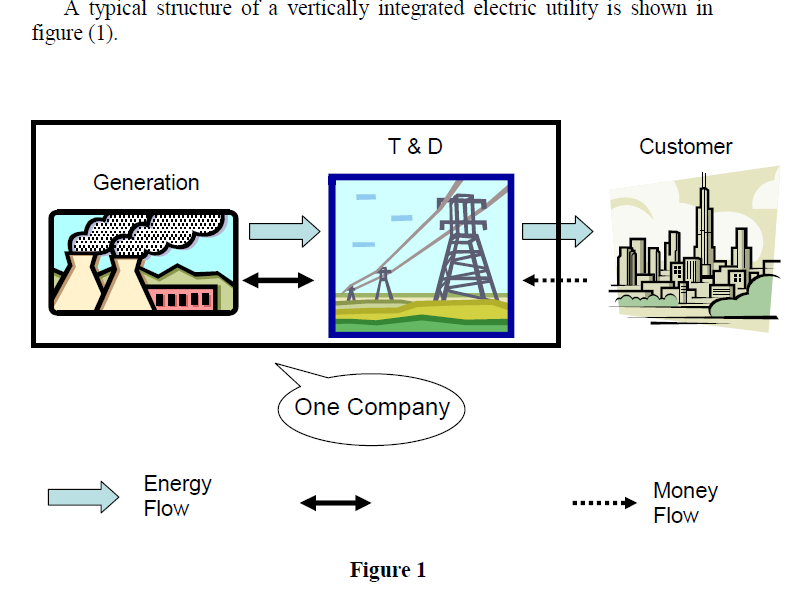 A typical structure of a vertically integrated electric utility is shown in
figure (1).
T & D
Customer
Generation
One Company
Energy
Flow
Money
Flow
Figure 1